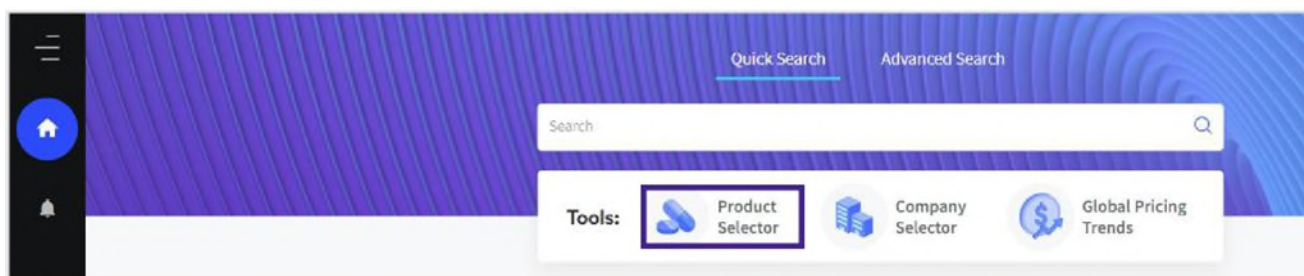 Quick Search Advanced Search
Search
Tools: Product Selector Company Selector Global Pricing Trends